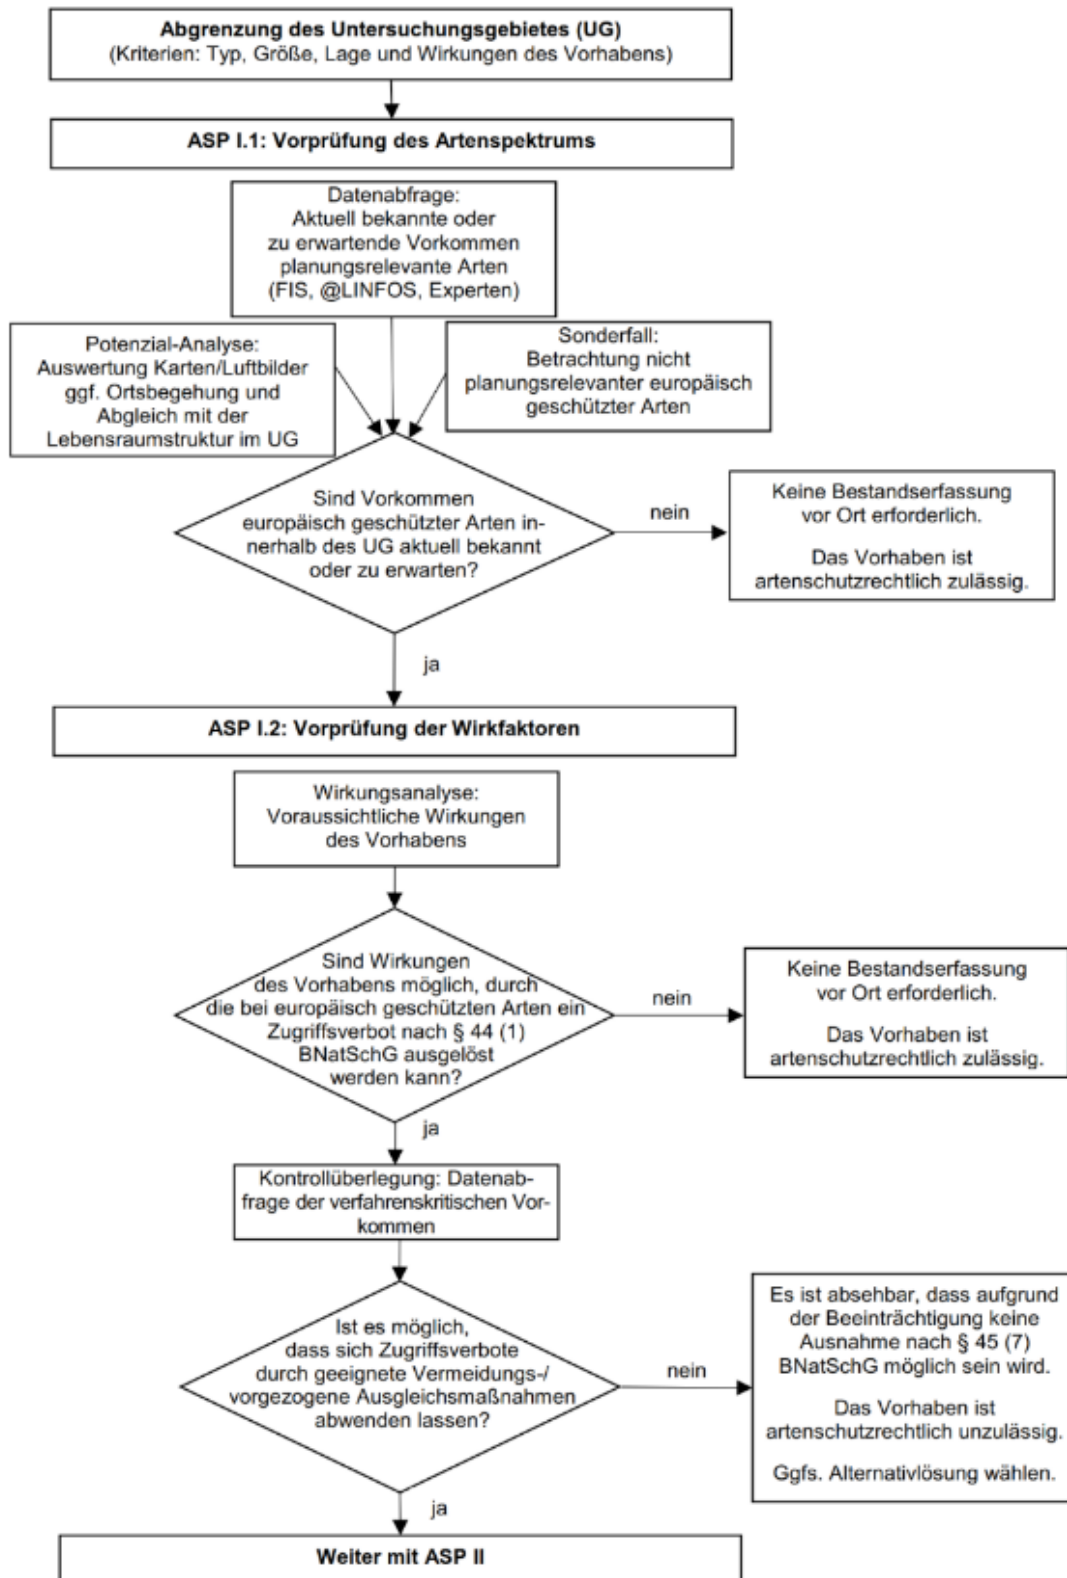 Abgrenzung des Untersuchungsgebietes (UG)
(Kriterien: Typ, Größe, Lage und Wirkungen des Vorhabens)
ASP I.1: Vorprüfung des Artenspektrums
Datenabfrage:
Aktuell bekannte oder
zu erwartende Vorkommen
planungsrelevante Arten
(FIS, @LINFOS, Experten)
Potenzial-Analyse:
Auswertung Karten/Luftbilder
ggf. Ortsbegehung und
Abgleich mit der
Lebensraumstruktur im UG
Sonderfall:
Betrachtung nicht
planungsrelevanter europäisch
geschützter Arten
Sind Vorkommen
europäisch geschützter Arten in-
nerhalb des UG aktuell bekannt
oder zu erwarten?
nein
Keine Bestandserfassung
vor Ort erforderlich.
Das Vorhaben ist
artenschutzrechtlich zulässig.
ja
ASP I.2: Vorprüfung der Wirkfaktoren
Wirkungsanalyse:
Voraussichtliche Wirkungen
des Vorhabens
Sind Wirkungen
des Vorhabens möglich, durch
die bei europäisch geschützten Arten ein
Zugriffsverbot nach § 44 (1)
BNatSchG ausgelöst
werden kann?
nein
Keine Bestandserfassung
vor Ort erforderlich.
Das Vorhaben ist
artenschutzrechtlich zulässig.
ja
Kontrollüberlegung: Datenab-
frage der verfahrenskritischen Vor-
kommen
Ist es möglich,
dass sich Zugriffsverbote
durch geeignete Vermeidungs-/
vorgezogene Ausgleichsmaßnahmen
abwenden lassen?
nein
Es ist absehbar, dass aufgrund
der Beeinträchtigung keine
Ausnahme nach § 45 (7)
BNatSchG möglich sein wird.
Das Vorhaben ist
artenschutzrechtlich unzulässig.
Ggfs. Alternativlösung wählen.
ja
Weiter mit ASP II